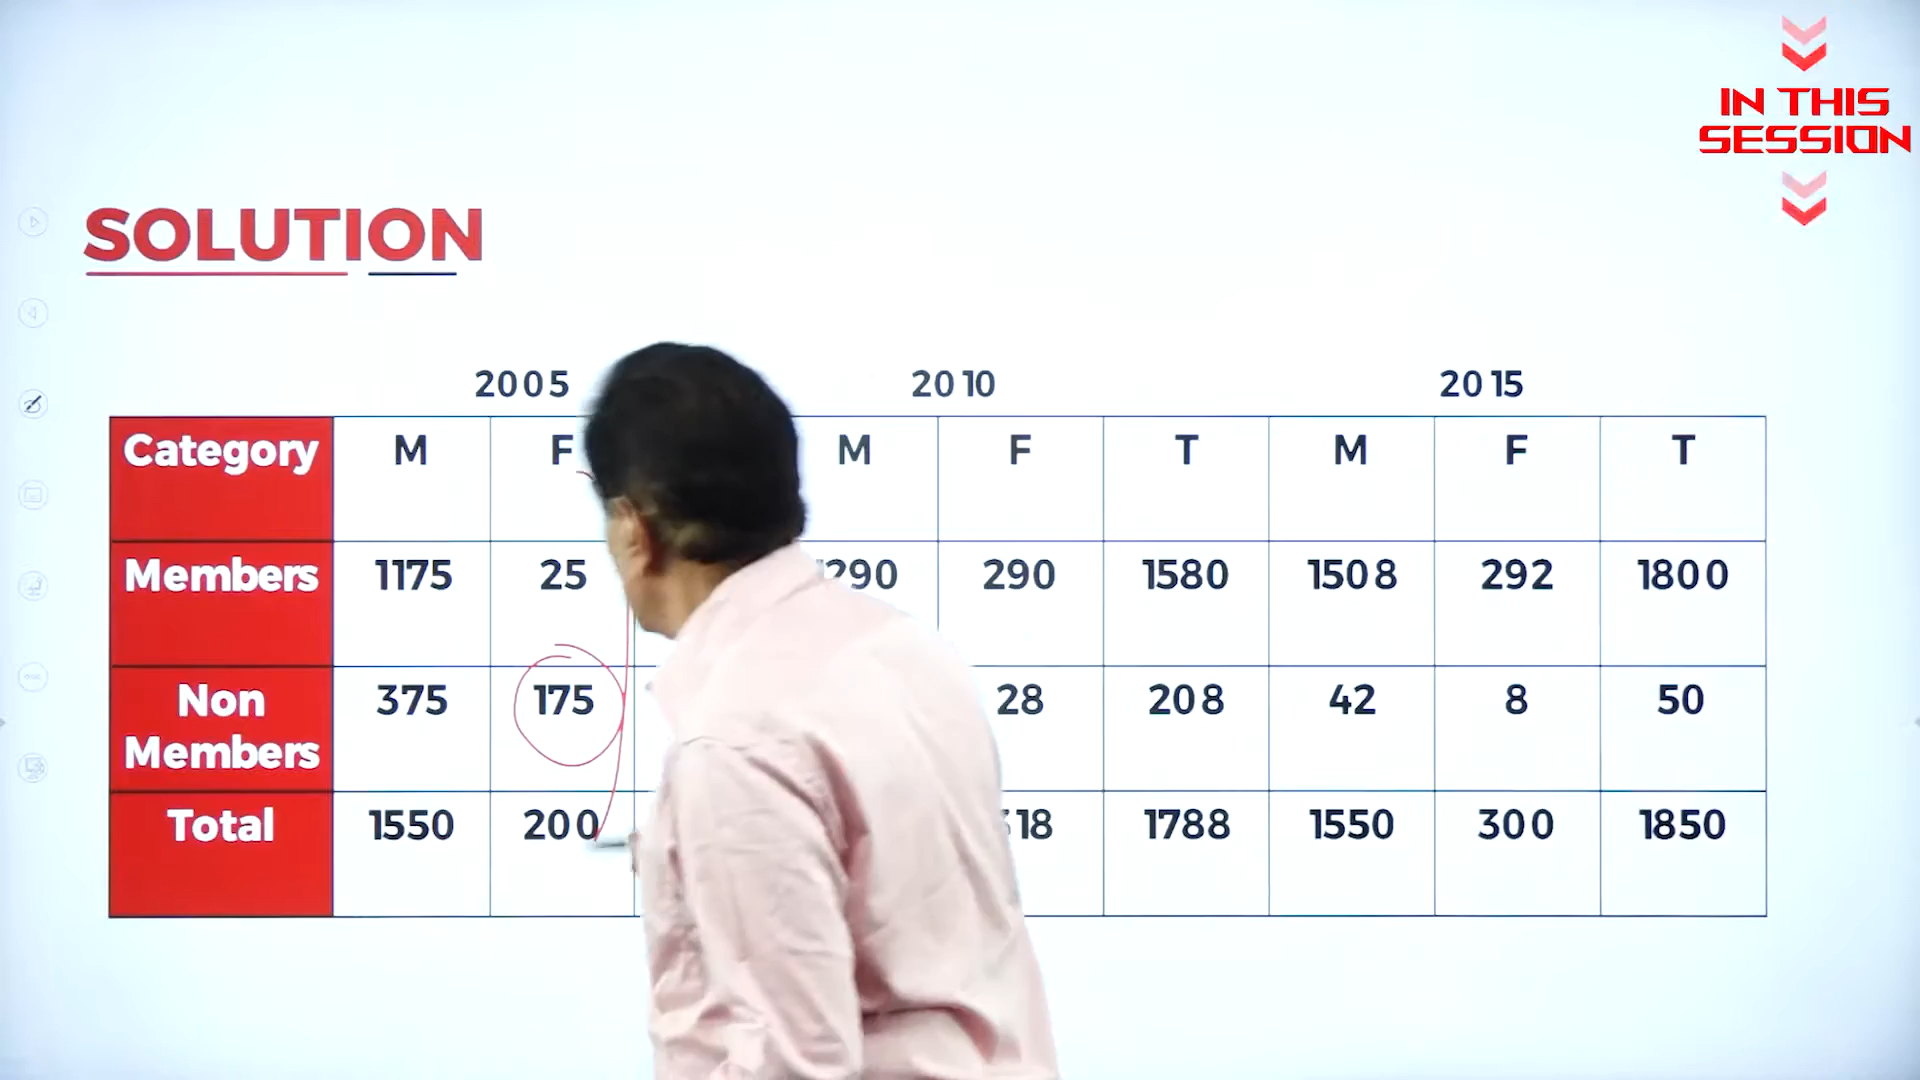 IN THIS
SESSION
SOLUTION
2005 2010 2015
Category M F M F T M F T
Members 1175 25 290 1580 1508 292 1800
Non
Members
375 175 28 208 42 8 50
Total 1550 200 1788 1550 300 1850